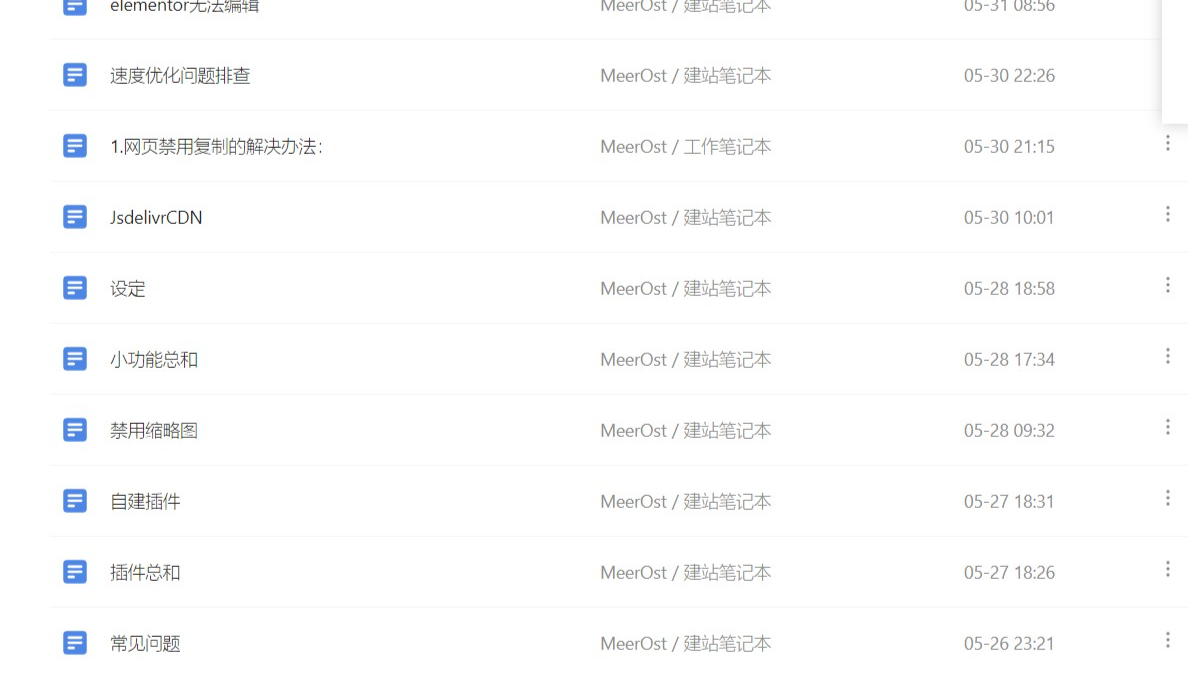 elementor无法编辑 MeerOst / 建站笔记本 05-31 08:56
速度优化问题排查 MeerOst / 建站笔记本 05-30 22:26
1.网页禁用复制的解决办法： MeerOst / 工作笔记本 05-30 21:15
JsdelivrCDN MeerOst / 建站笔记本 05-30 10:01
设定 MeerOst / 建站笔记本 05-28 18:58
小功能总和 MeerOst / 建站笔记本 05-28 17:34
禁用缩略图 MeerOst / 建站笔记本 05-28 09:32
自建插件 MeerOst / 建站笔记本 05-27 18:31
插件总和 MeerOst / 建站笔记本 05-27 18:26
常见问题 MeerOst / 建站笔记本 05-26 23:21